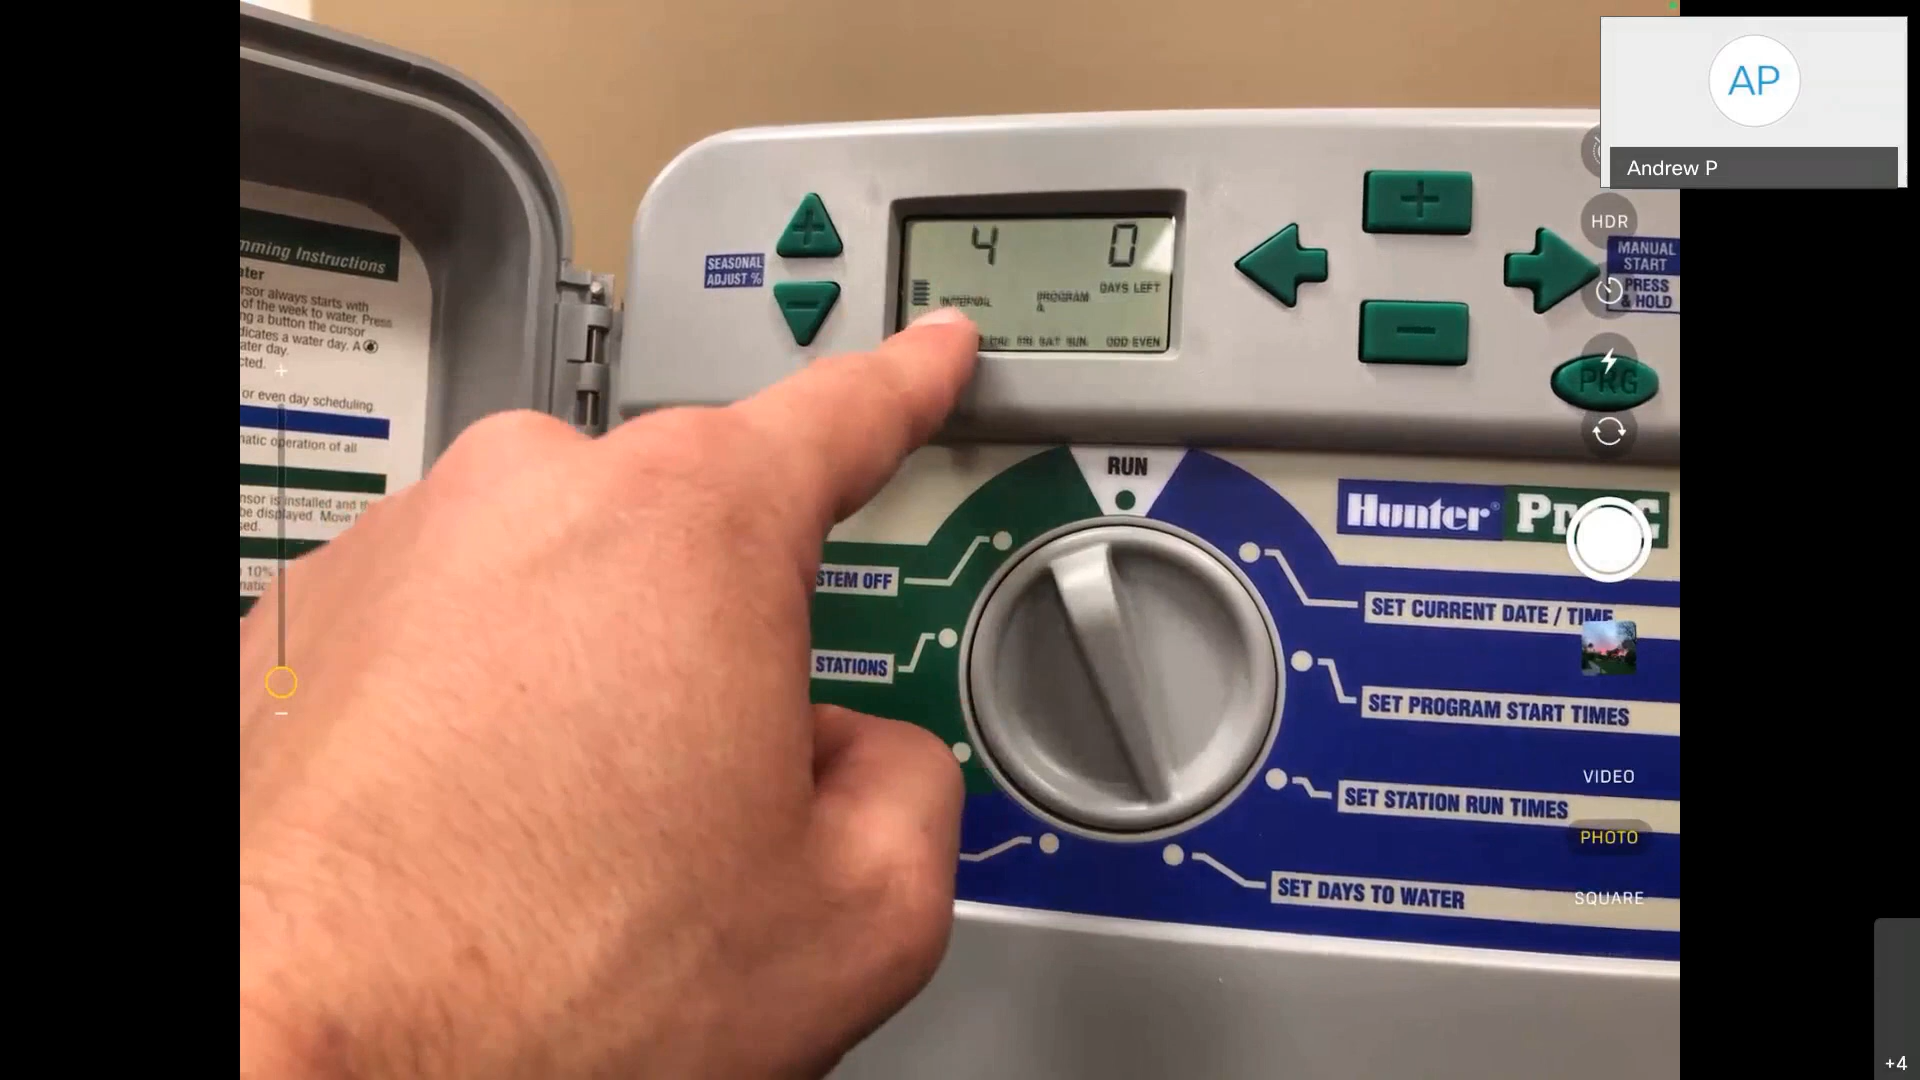 AP
Andrew P
HDR
mming Instructions
ater
rsor always starts with
of the week to water. Press
ng a button the cursor
dicates a water day. A
ater day.
cted.
or even day scheduling
natic operation of all
nsor is installed and th
be displayed. Move
sed.
10%
SEASONAL
ADJUST %
4 0
DAYS LEFT
INTERVAL PROGRAM
A
THU FRI SAT SUN ODD EVEN
+
−
+
−
MANUAL
START
PRESS
& HOLD
PRG
RUN
Hunter®
STEM OFF
STATIONS
SET CURRENT DATE / TIME
SET PROGRAM START TIMES
SET STATION RUN TIMES
SET DAYS TO WATER
VIDEO
PHOTO
SQUARE
+4